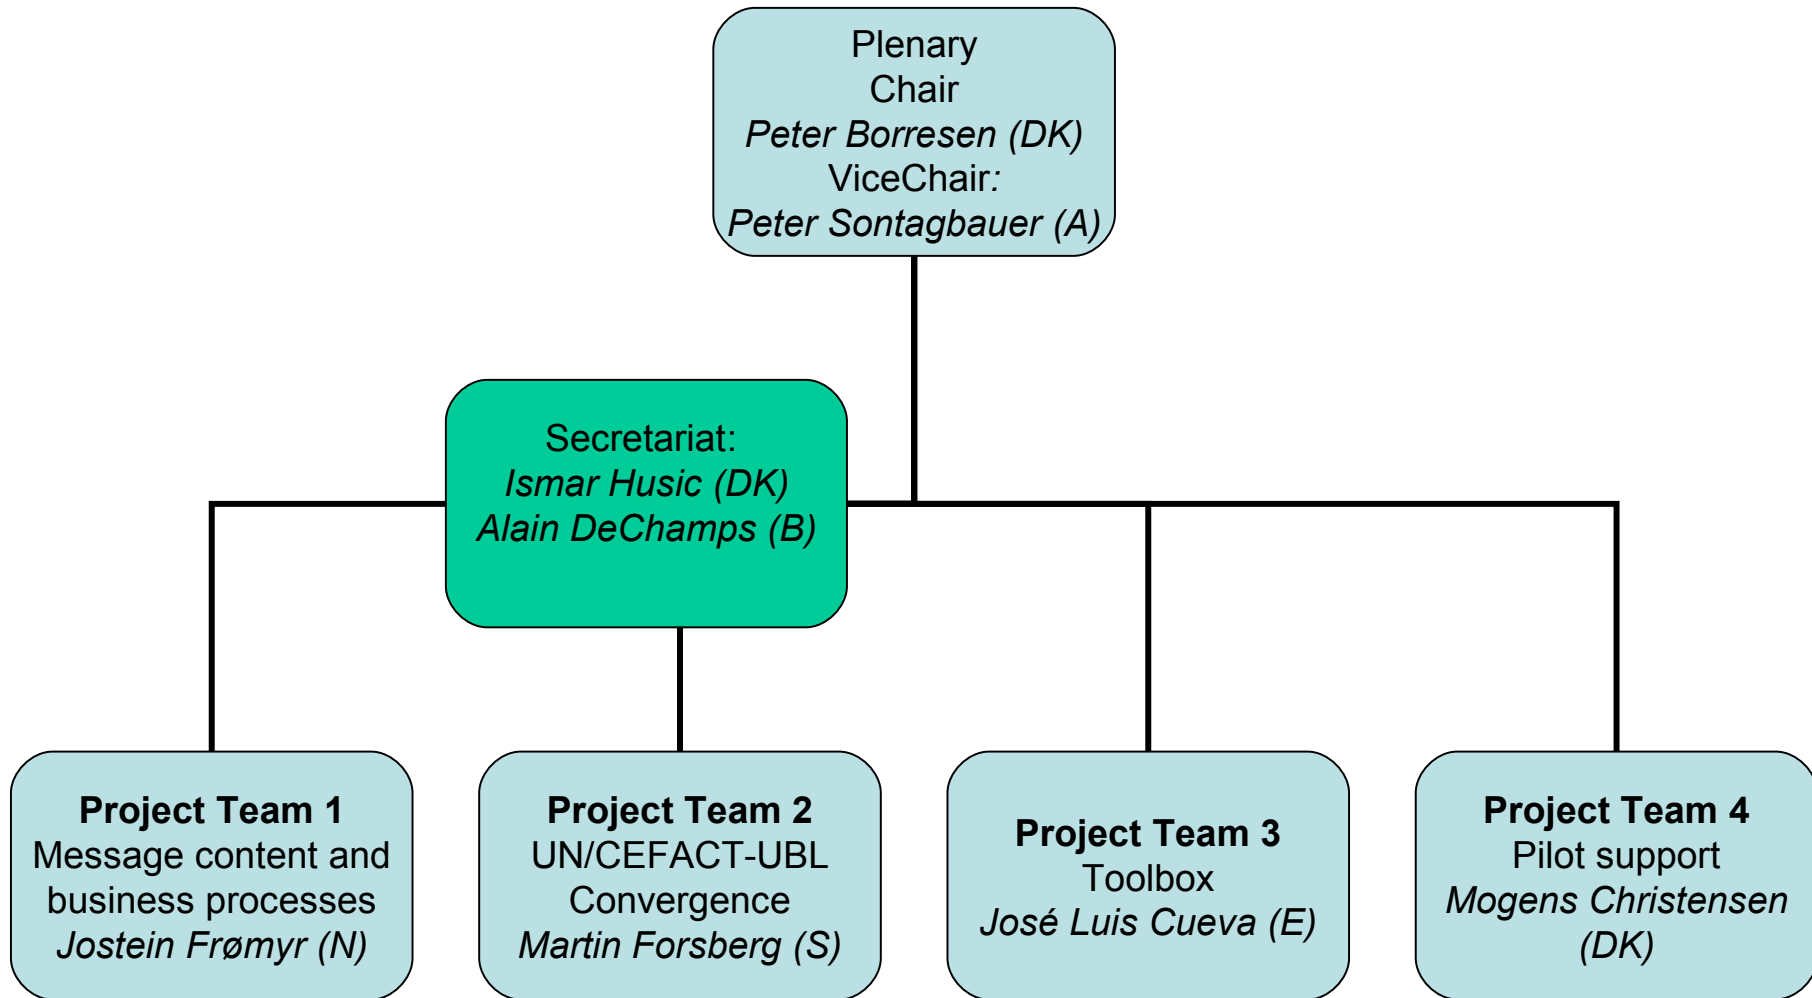 Plenary
Chair
Peter Borresen (DK)
ViceChair:
Peter Sontagbauer (A)
Secretariat:
Ismar Husic (DK)
Alain DeChamps (B)
Project Team 1
Message content and
business processes
Jostein Frømyr (N)
Project Team 2
UN/CEFACT-UBL
Convergence
Martin Forsberg (S)
Project Team 3
Toolbox
José Luis Cueva (E)
Project Team 4
Pilot support
Mogens Christensen
(DK)